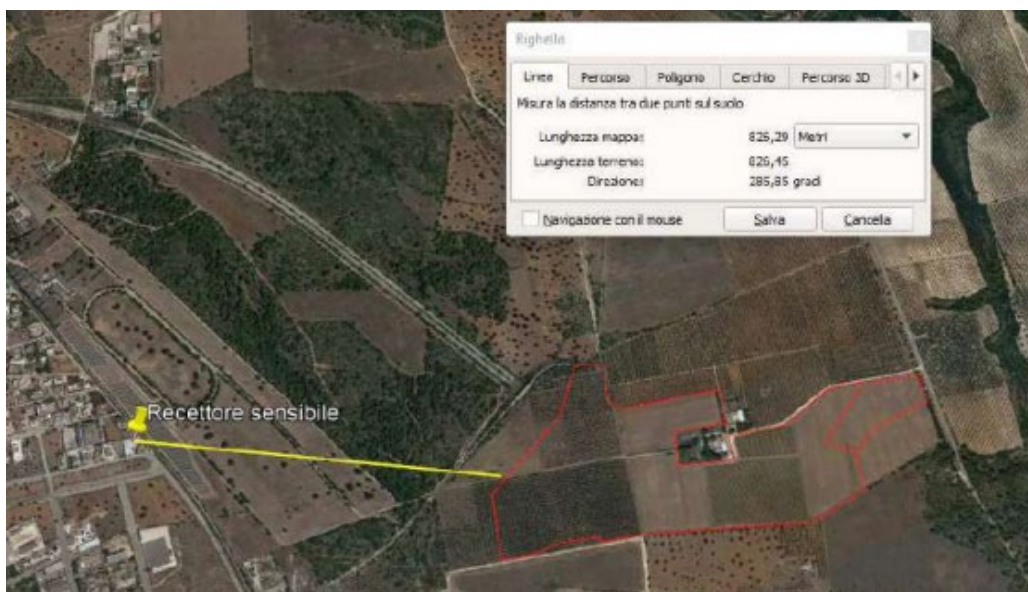 Righello
Linea Percorso Poligono Cerchio Percorso 3D
Misura la distanza tra due punti sul suolo
Lunghezza mappa: 826,29 Metri
Lunghezza terreno: 826,45
Direzione: 285,85 gradi
Navigazione con il mouse Salva Cancella
Recettore sensibile